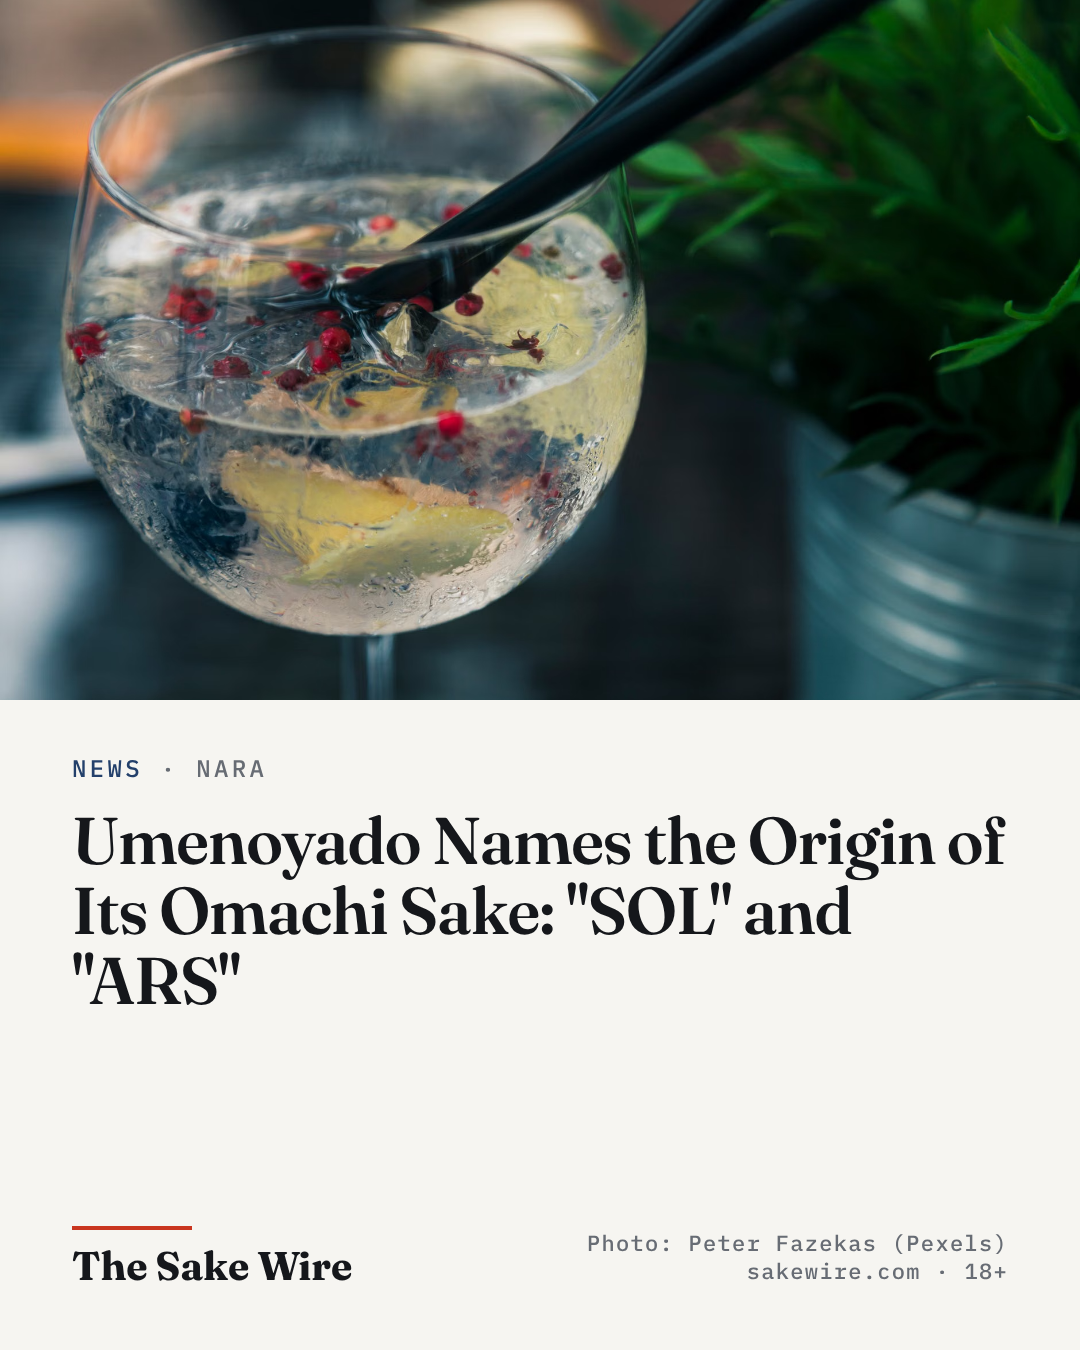 NEWS · NARA
Umenoyado Names the Origin of
Its Omachi Sake: "SOL" and
"ARS"
The Sake Wire
Photo: Peter Fazekas (Pexels)
sakewire.com · 18+